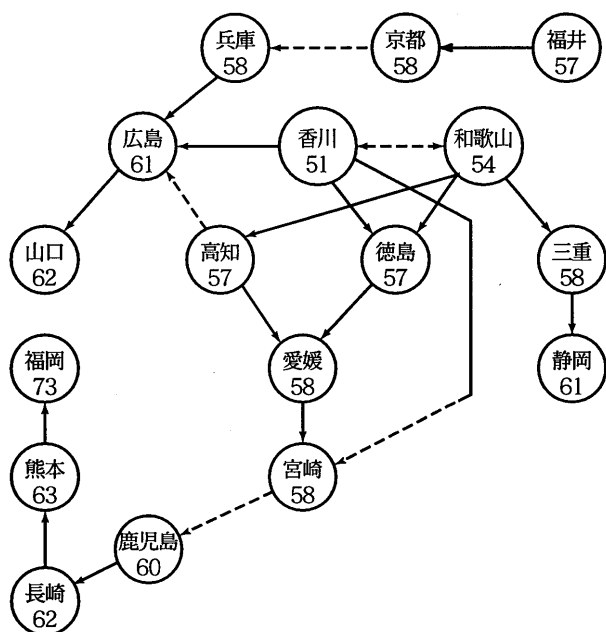 兵庫
58
京都
58
福井
57
広島
61
香川
51
和歌山
54
山口
62
高知
57
徳島
57
三重
58
福岡
73
愛媛
58
静岡
61
熊本
63
宮崎
58
鹿児島
60
長崎
62